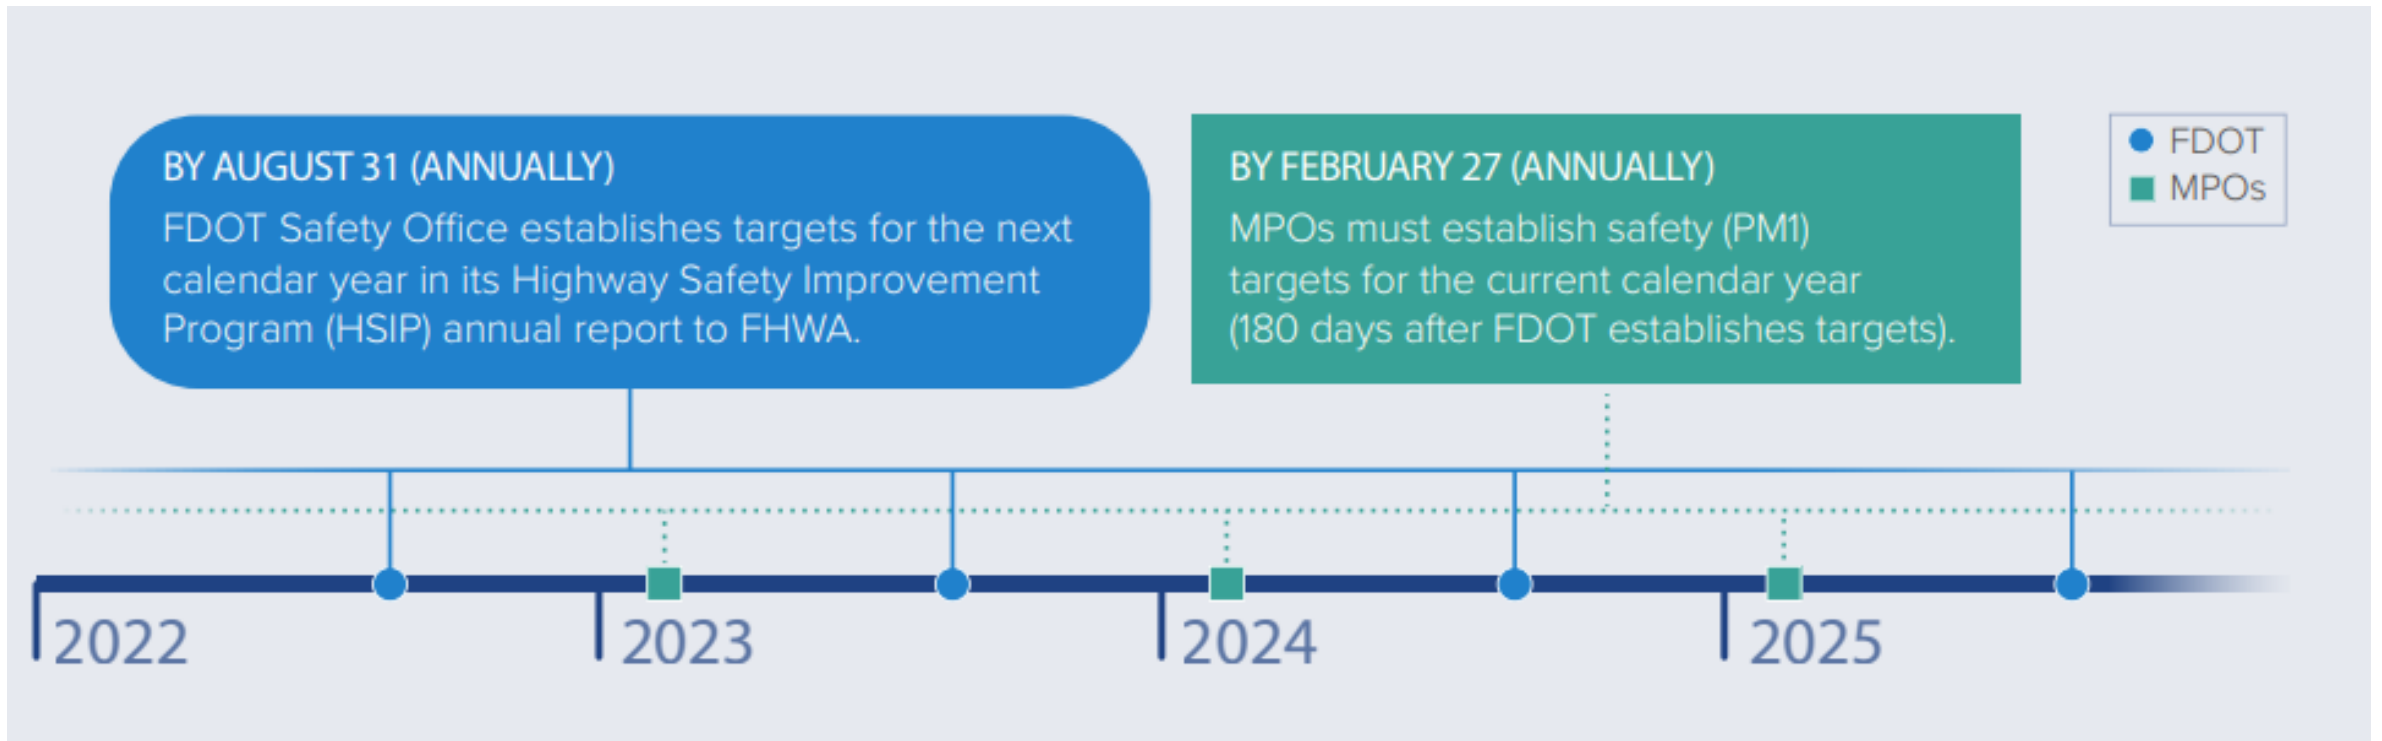 BY AUGUST 31 (ANNUALLY)
FDOT Safety Office establishes targets for the next
calendar year in its Highway Safety Improvement
Program (HSIP) annual report to FHWA.
BY FEBRUARY 27 (ANNUALLY)
MPOs must establish safety (PM1)
targets for the current calendar year
(180 days after FDOT establishes targets).
FDOT
MPOs
2022
2023
2024
2025